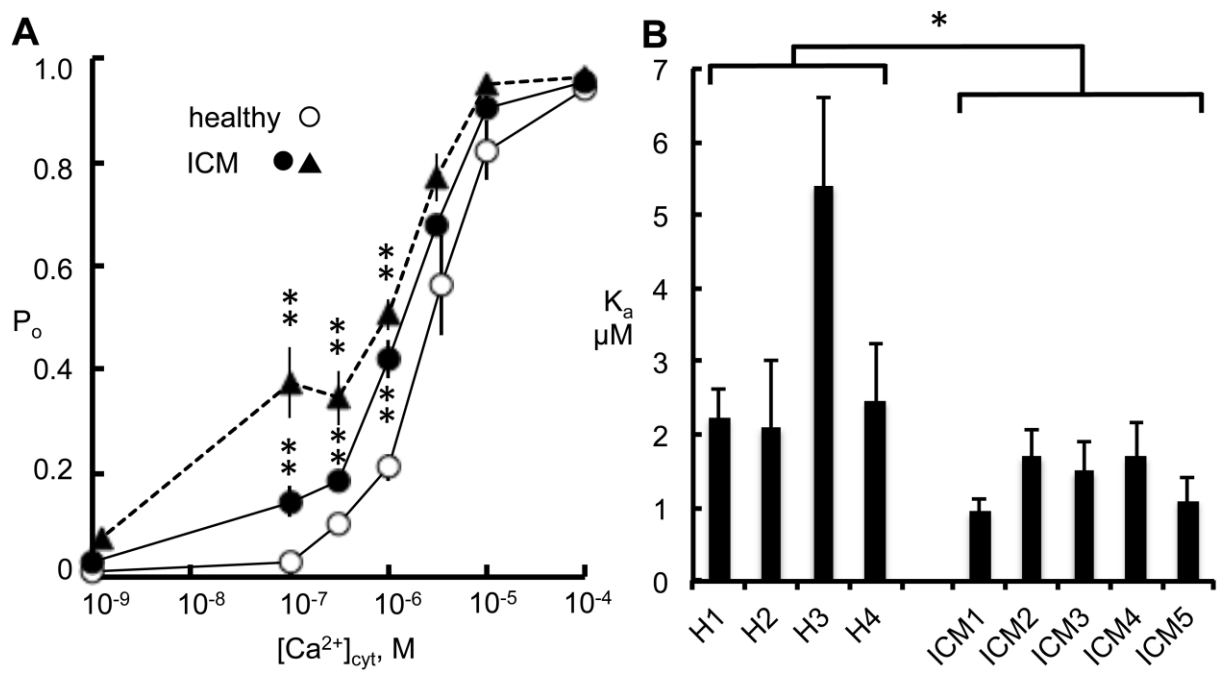 A
1.0
0.8
0.6
0.4
0.2
0
Po
healthy
ICM
**
**
**
**
**
**
10-9
10-8
10-7
10-6
10-5
10-4
[Ca2+]cyt, M
B
*
7
6
5
4
3
2
1
0
Ka
µM
H1
H2
H3
H4
ICM1
ICM2
ICM3
ICM4
ICM5